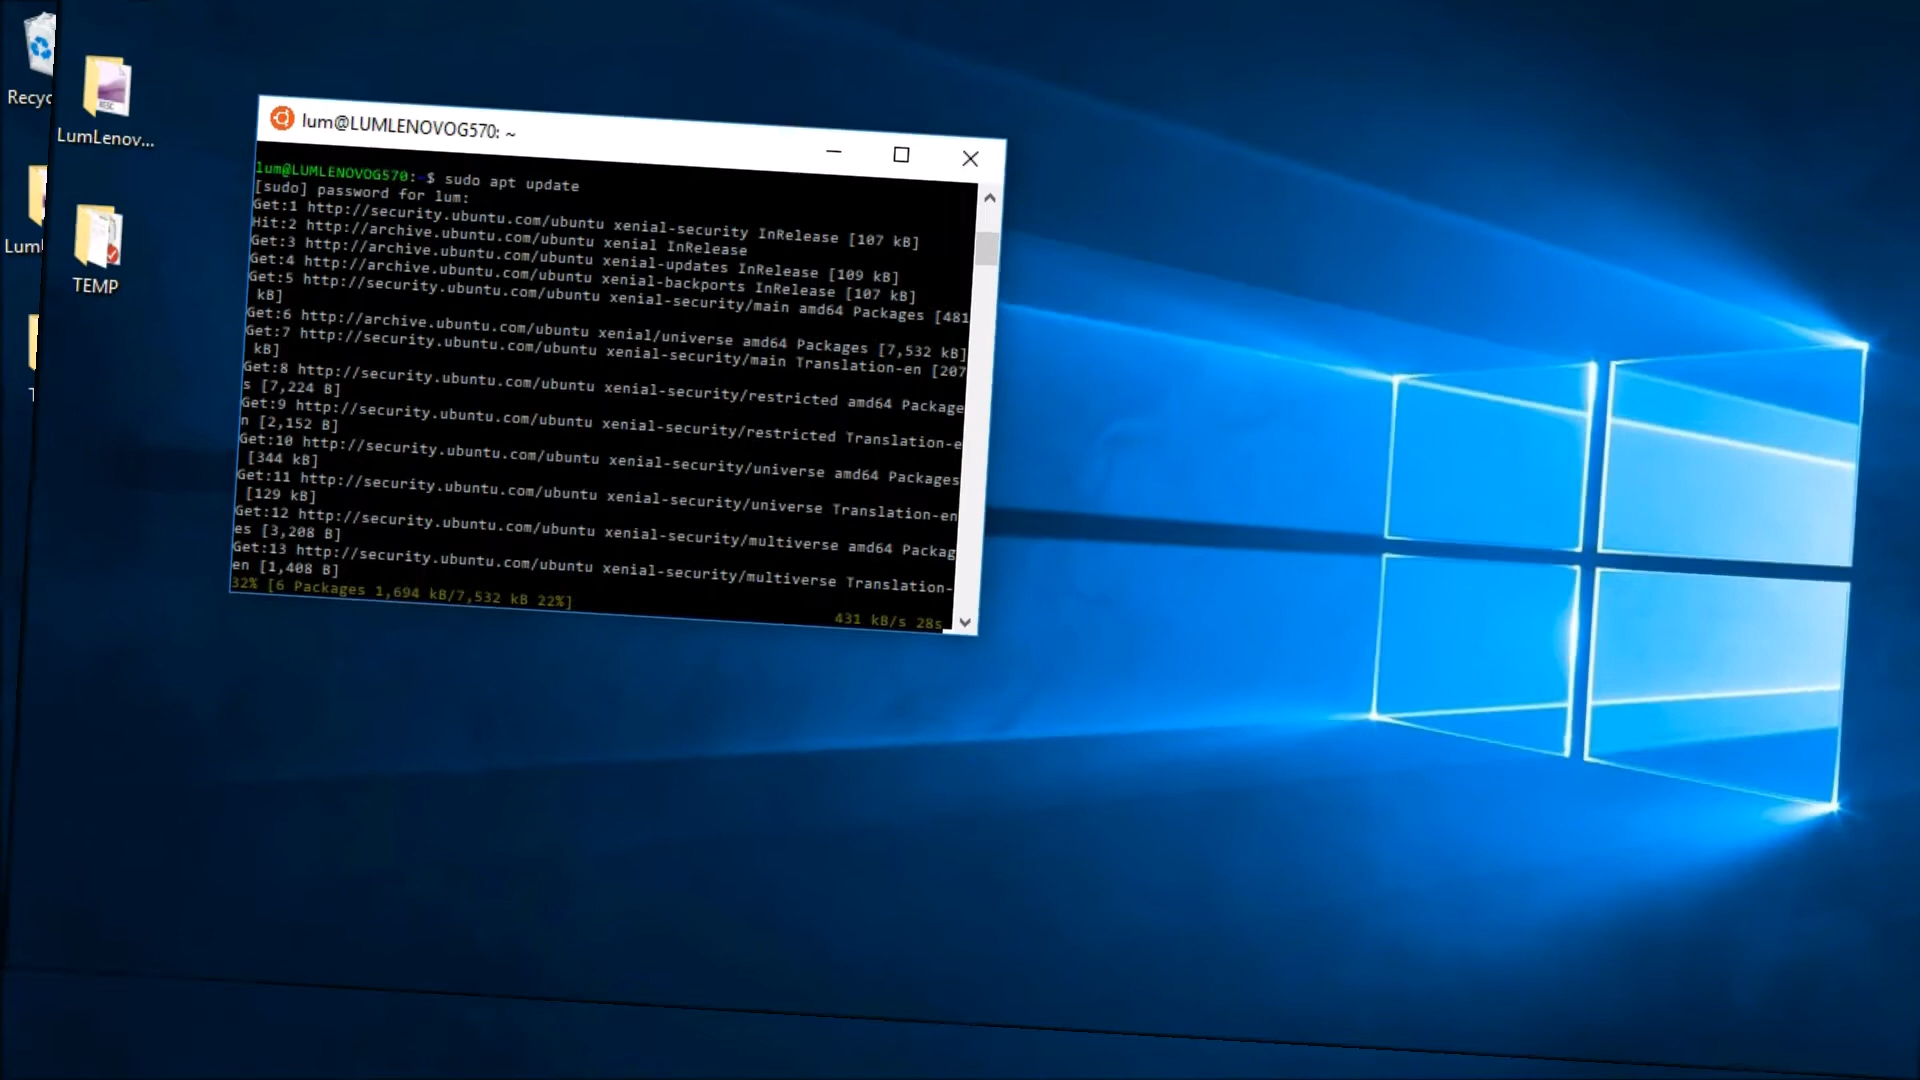 Recyc
LumLenov...
Lum
TEMP
lum@LUMLENOVOG570: ~
lum@LUMLENOVOG570:~$ sudo apt update
[sudo] password for lum:
Get:1 http://security.ubuntu.com/ubuntu xenial-security InRelease [107 kB]
Hit:2 http://archive.ubuntu.com/ubuntu xenial InRelease
Get:3 http://archive.ubuntu.com/ubuntu xenial-updates InRelease [109 kB]
Get:4 http://archive.ubuntu.com/ubuntu xenial-backports InRelease [107 kB]
Get:5 http://security.ubuntu.com/ubuntu xenial-security/main amd64 Packages [481
kB]
Get:6 http://archive.ubuntu.com/ubuntu xenial/universe amd64 Packages [7,532 kB]
Get:7 http://security.ubuntu.com/ubuntu xenial-security/main Translation-en [207
kB]
Get:8 http://security.ubuntu.com/ubuntu xenial-security/restricted amd64 Package
s [7,224 B]
Get:9 http://security.ubuntu.com/ubuntu xenial-security/restricted Translation-e
n [2,152 B]
Get:10 http://security.ubuntu.com/ubuntu xenial-security/universe amd64 Packages
[344 kB]
Get:11 http://security.ubuntu.com/ubuntu xenial-security/universe Translation-en
[129 kB]
Get:12 http://security.ubuntu.com/ubuntu xenial-security/multiverse amd64 Packag
es [3,208 B]
Get:13 http://security.ubuntu.com/ubuntu xenial-security/multiverse Translation-
en [1,408 B]
32% [6 Packages 1,694 kB/7,532 kB 22%] 431 kB/s 28s